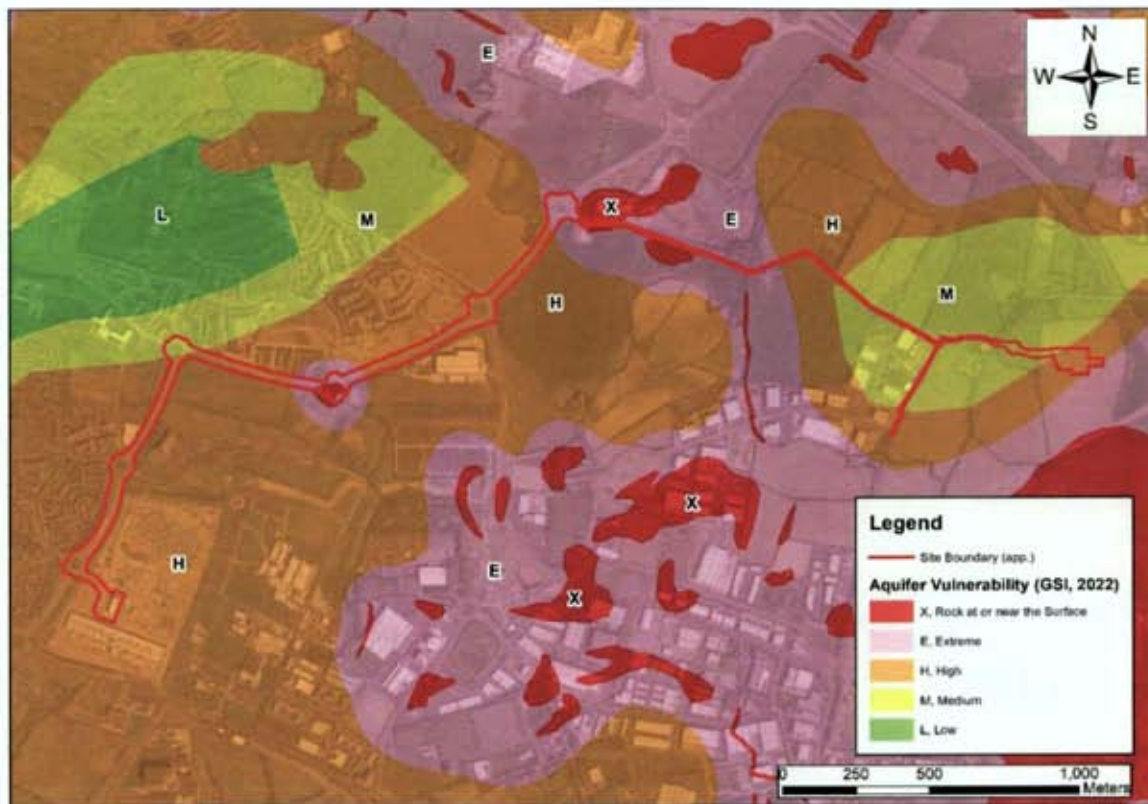 N
W E
S
E
L
M
X
E
H
H
M
X
H
E
X
Legend
Site Boundary (app.)
Aquifer Vulnerability (GSI, 2022)
X, Rock at or near the Surface
E, Extreme
H, High
M, Medium
L, Low
0 250 500 1,000
Meters